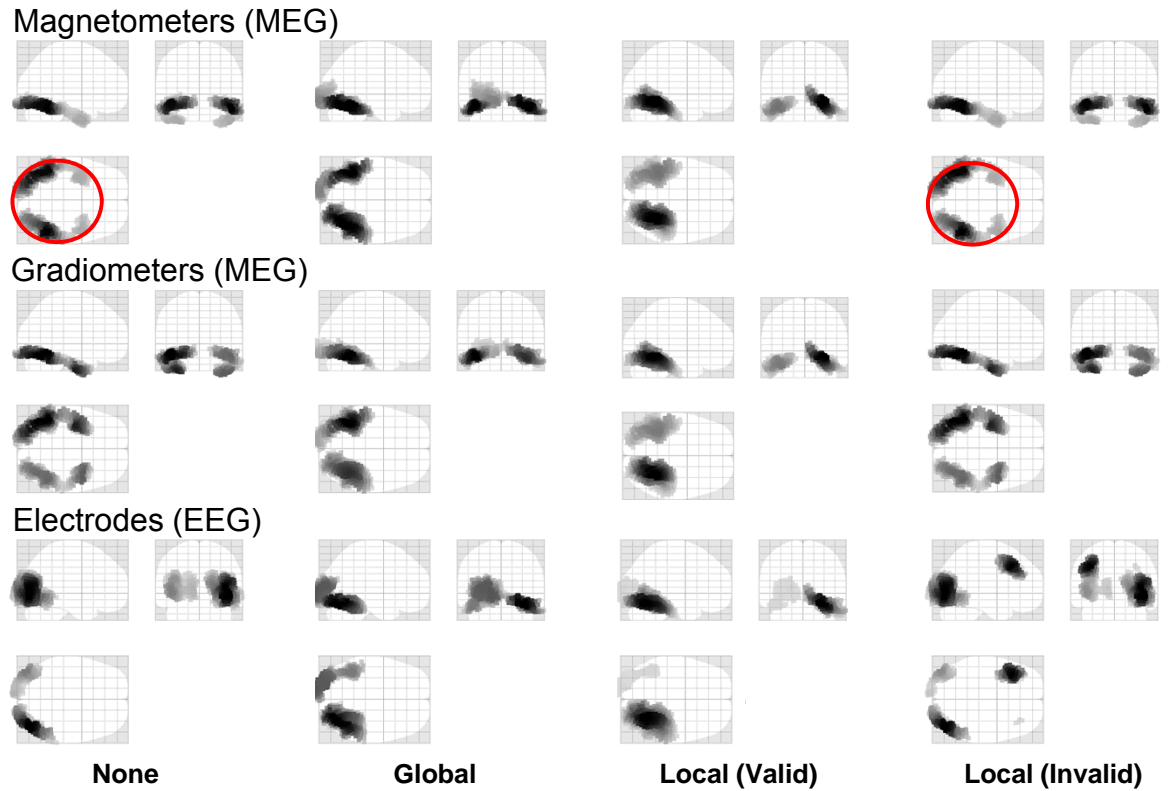 Magnetometers (MEG)
Gradiometers (MEG)
Electrodes (EEG)
None Global Local (Valid) Local (Invalid)